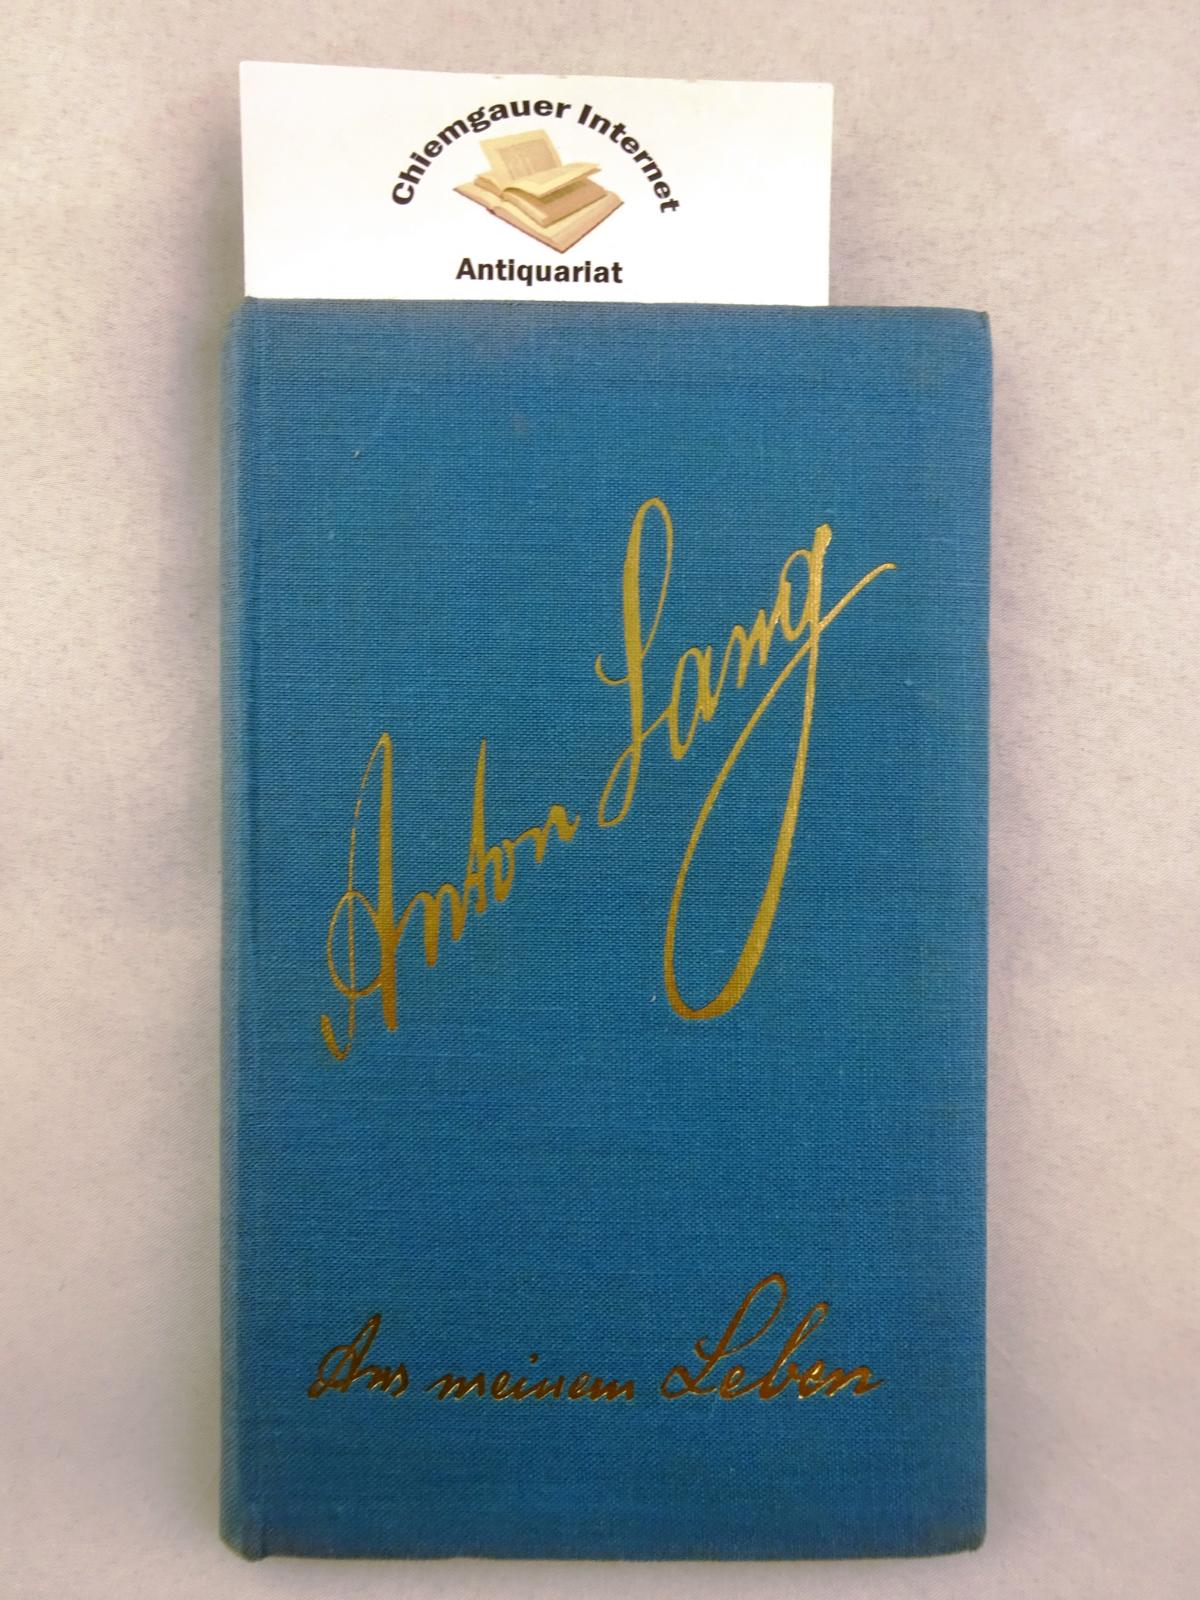 Chiemgauer Internet
Antiquariat
Anton Lang
Aus meinem Leben